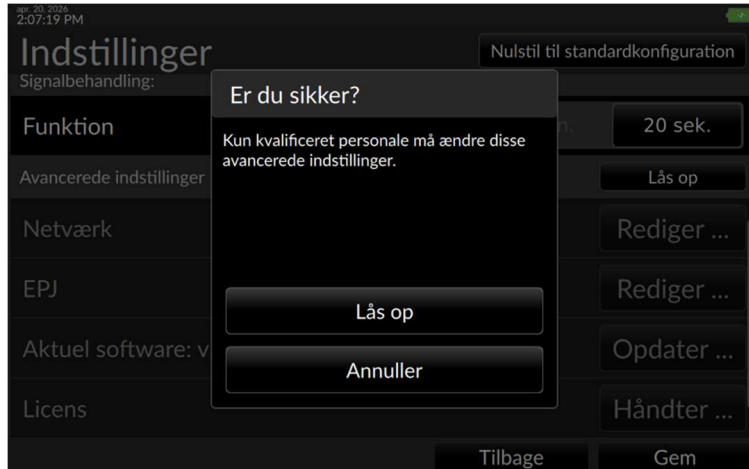 apr. 20, 2026
2:07:19 PM
Indstillinger
Nulstil til standardkonfiguration
Signalbehandling:
Er du sikker?
Funktion
n.
20 sek.
Kun kvalificeret personale må ændre disse
avancerede indstillinger.
Avancerede indstillinger
Lås op
Netværk
Rediger ...
EPJ
Rediger ...
Lås op
Aktuel software: v
Opdater ...
Annuller
Licens
Håndter ...
Tilbage
Gem